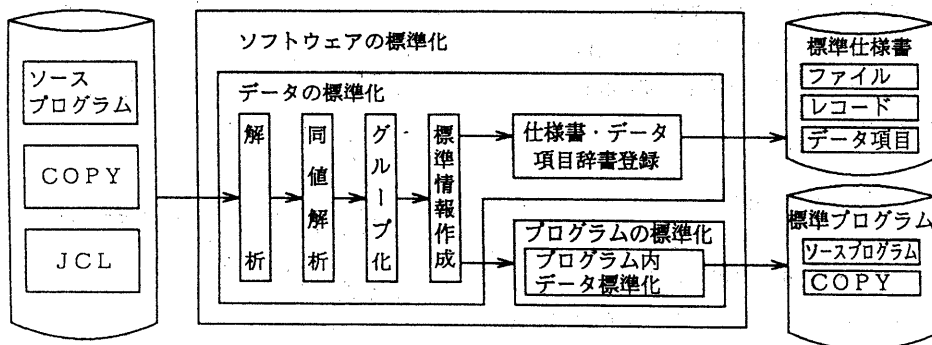 ソース
プログラム
COPY
JCL
ソフトウェアの標準化
データの標準化
解析
同値解析
グループ化
標準情報作成
仕様書・データ
項目辞書登録
プログラムの標準化
プログラム内
データ標準化
標準仕様書
ファイル
レコード
データ項目
標準プログラム
ソースプログラム
COPY